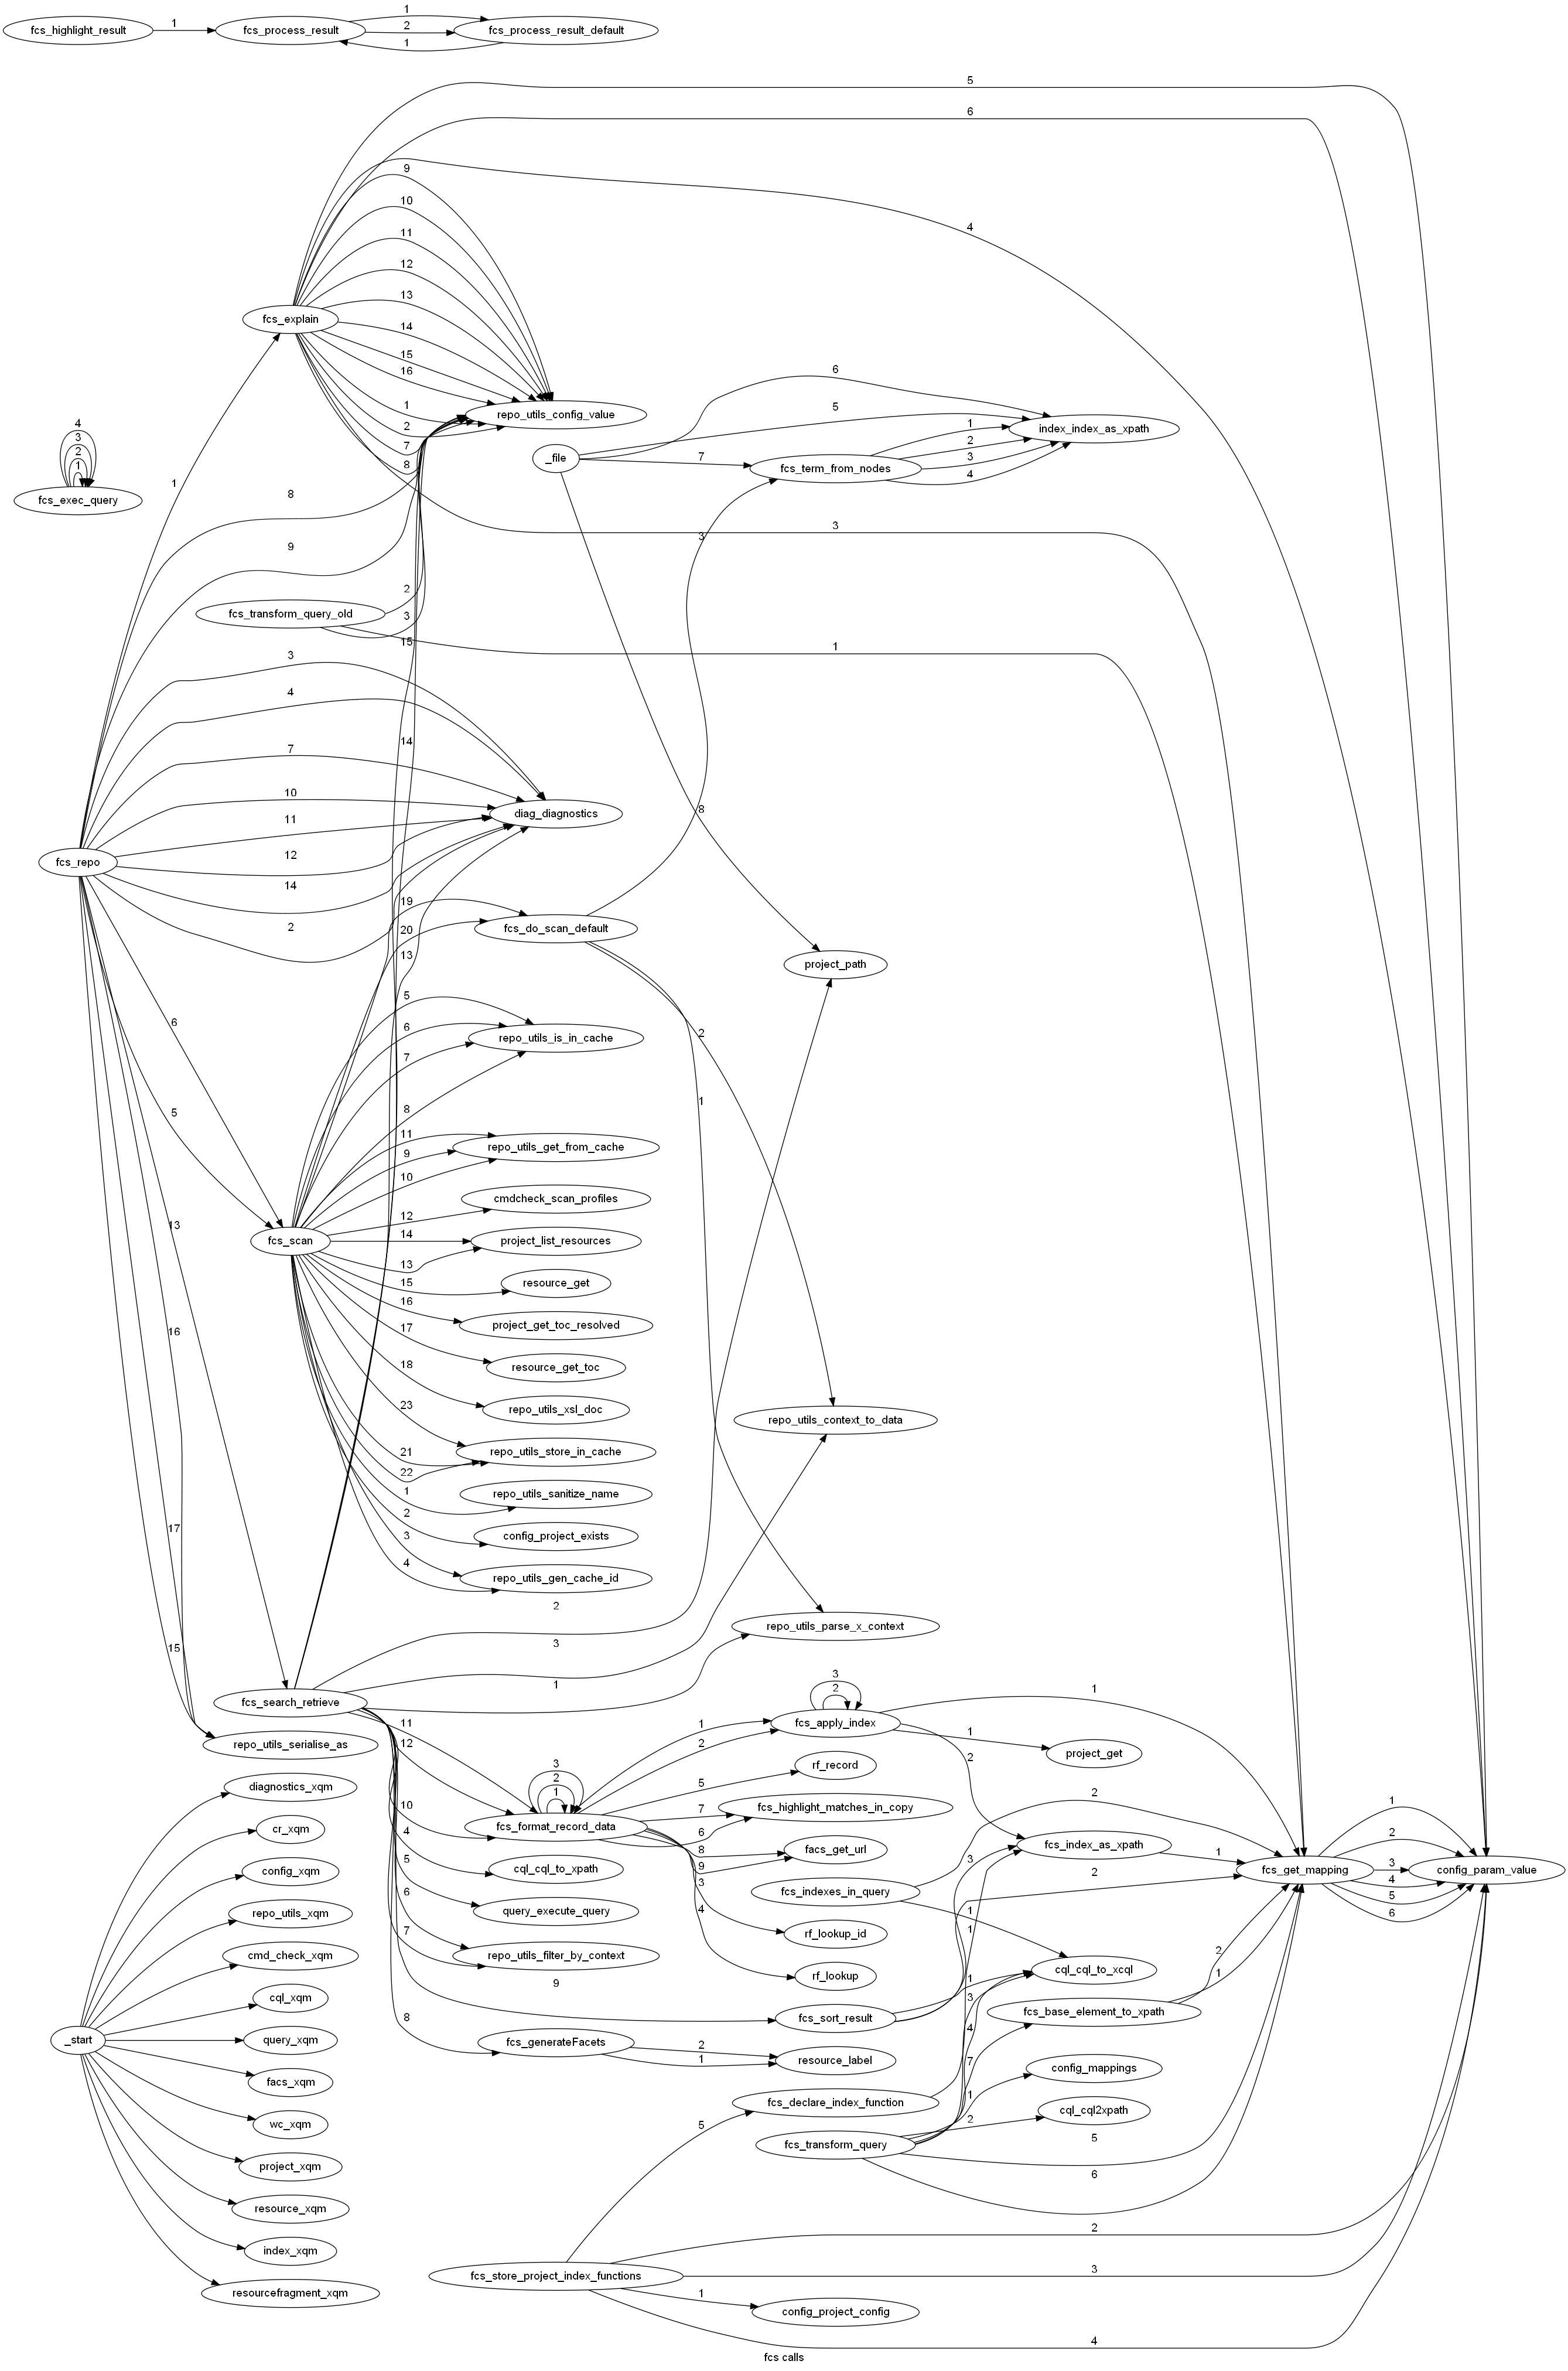 fcs_highlight_result
1
fcs_process_result
1
2
1
fcs_process_result_default
5
6
4
9
10
11
12
13
14
15
16
1
2
7
8
fcs_explain
repo_utils_config_value
1
6
5
7
_file
index_index_as_xpath
1
2
3
4
fcs_term_from_nodes
4
3
2
1
fcs_exec_query
8
9
3
3
2
3
fcs_transform_query_old
15
1
3
4
14
7
10
diag_diagnostics
8
11
12
fcs_repo
14
19
2
20
fcs_do_scan_default
13
project_path
5
6
6
7
repo_utils_is_in_cache
2
8
1
5
11
9
repo_utils_get_from_cache
10
cmdcheck_scan_profiles
12
13
fcs_scan
14
project_list_resources
13
15
resource_get
16
project_get_toc_resolved
16
17
resource_get_toc
18
repo_utils_xsl_doc
23
repo_utils_context_to_data
21
repo_utils_store_in_cache
22
1
repo_utils_sanitize_name
2
17
config_project_exists
3
4
repo_utils_gen_cache_id
2
3
repo_utils_parse_x_context
15
1
fcs_search_retrieve
3
2
1
11
1
fcs_apply_index
1
12
2
2
project_get
repo_utils_serialise_as
3
2
1
5
rf_record
diagnostics_xqm
10
7
fcs_highlight_matches_in_copy
2
cr_xqm
4
fcs_format_record_data
6
fcs_index_as_xpath
1
1
2
3
4
5
6
8
facs_get_url
9
config_xqm
5
cql_cql_to_xpath
3
fcs_indexes_in_query
2
fcs_get_mapping
config_param_value
6
query_execute_query
4
1
1
repo_utils_xqm
7
rf_lookup_id
cmd_check_xqm
repo_utils_filter_by_context
2
cql_cql_to_xcql
9
rf_lookup
1
1
cql_xqm
3
fcs_base_element_to_xpath
8
fcs_sort_result
4
_start
query_xqm
fcs_generateFacets
2
1
resource_label
7
config_mappings
facs_xqm
fcs_declare_index_function
1
cql_cql2xpath
wc_xqm
5
2
5
fcs_transform_query
project_xqm
6
resource_xqm
2
index_xqm
fcs_store_project_index_functions
3
resourcefragment_xqm
1
config_project_config
4
fcs calls